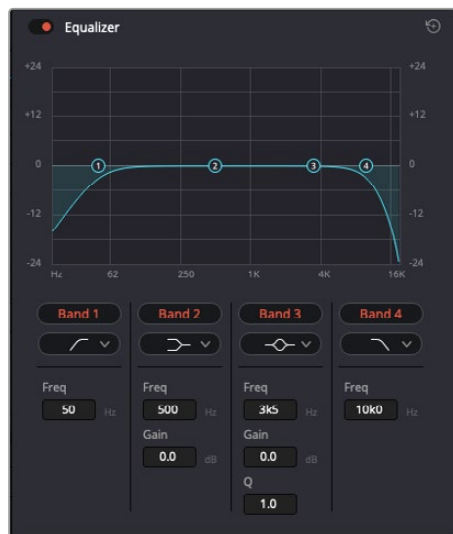 Equalizer
+24 +24
+12 +12
0 1 2 3 4 0
-12 -12
-24 -24
Hz 62 250 1K 4K 16K
Band 1 Band 2 Band 3 Band 4
Freq Freq Freq Freq
50 Hz 500 Hz 3k5 Hz 10k0 Hz
Gain Gain
0.0 dB 0.0 dB
Q
1.0